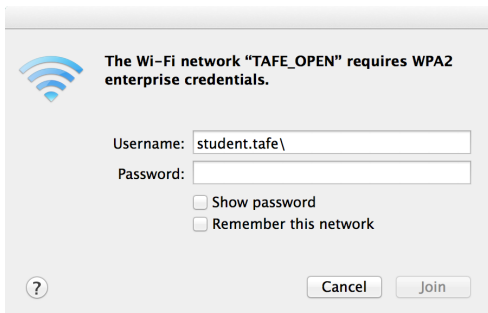 The Wi-Fi network “TAFE_OPEN” requires WPA2
enterprise credentials.
Username: student.tafe\
Password:
Show password
Remember this network
? Cancel Join